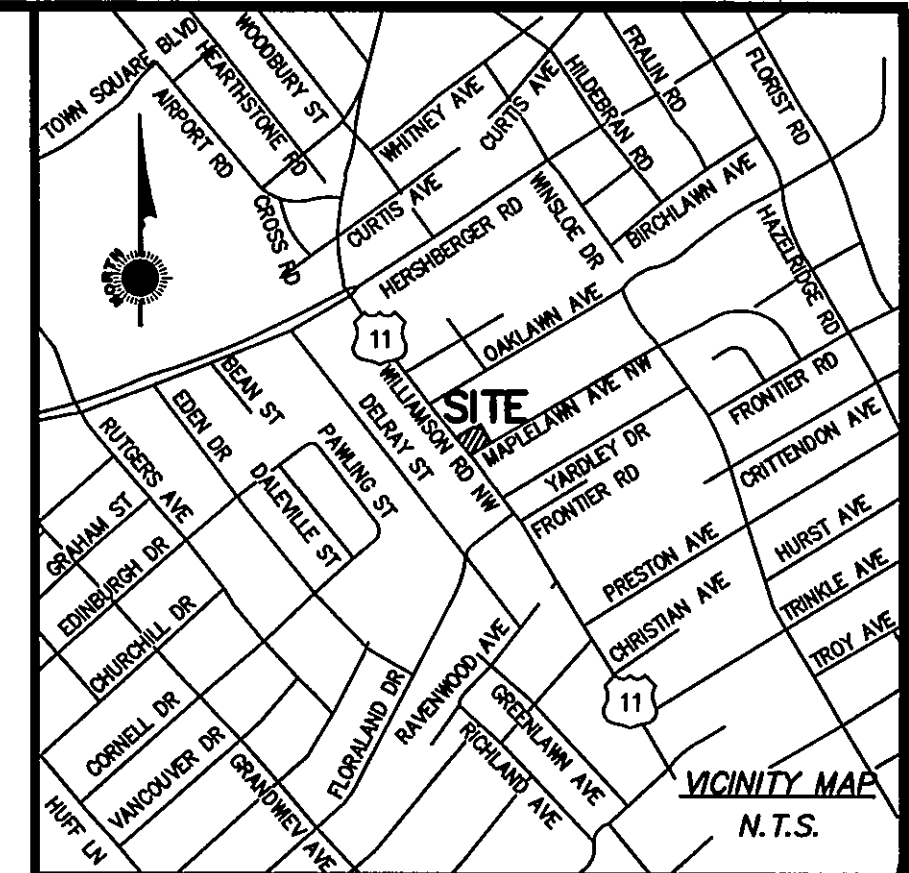 TOWN SQUARE BLVD
HEARTHSTONE RD
WOODBURY ST
AIRPORT RD
WHITNEY AVE
CURTIS AVE
HILDEBRAN RD
FRALIN RD
FLORIST RD
CROSS RD
CURTIS AVE
HERSHBERGER RD
WINSLOE DR
BIRCHLAWN AVE
HAZELRIDGE RD
NORTH
11
OAKLAWN AVE
BEAN ST
EDEN DR
DELRAY ST
WILLIAMSON RD NW
SITE
MAPLELAWN AVE NW
FRONTIER RD
RUTGERS AVE
PAWLING ST
DALEVILLE ST
YARDLEY DR
FRONTIER RD
CRITTENDON AVE
GRAHAM ST
EDINBURGH DR
PRESTON AVE
HURST AVE
CHURCHILL DR
CHRISTIAN AVE
TRINKLE AVE
TROY AVE
RAVENWOOD AVE
GREENLAWN AVE
11
CORNELL DR
VANCOUVER DR
FLORALAND DR
RICHLAND AVE
GRANDWIEV AVE
HUFF LN
VICINITY MAP
N.T.S.